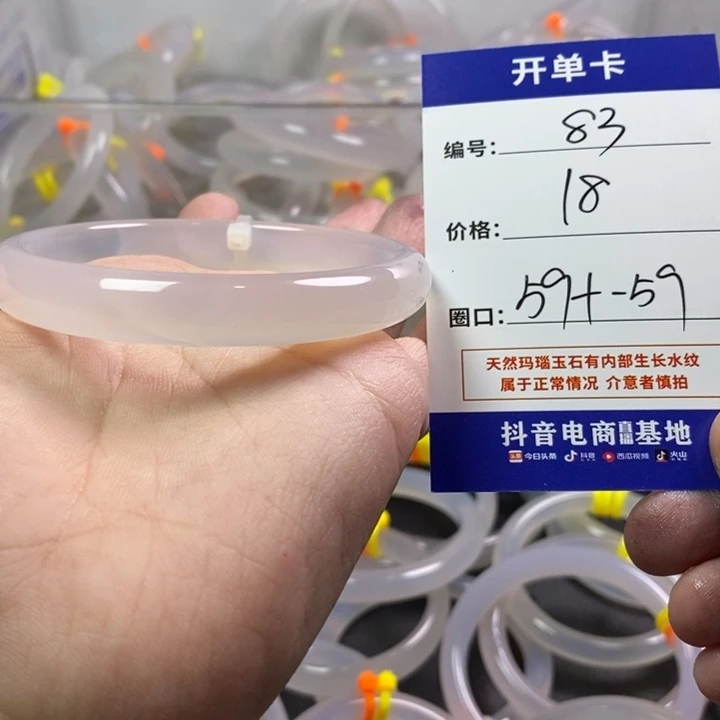 开单卡
编号: 83
价格: 18
圈口: 59+-59
天然玛瑙玉石有内部生长水纹
属于正常情况 介意者慎拍
抖音电商直播基地
今日头条 抖音 西瓜视频 火山